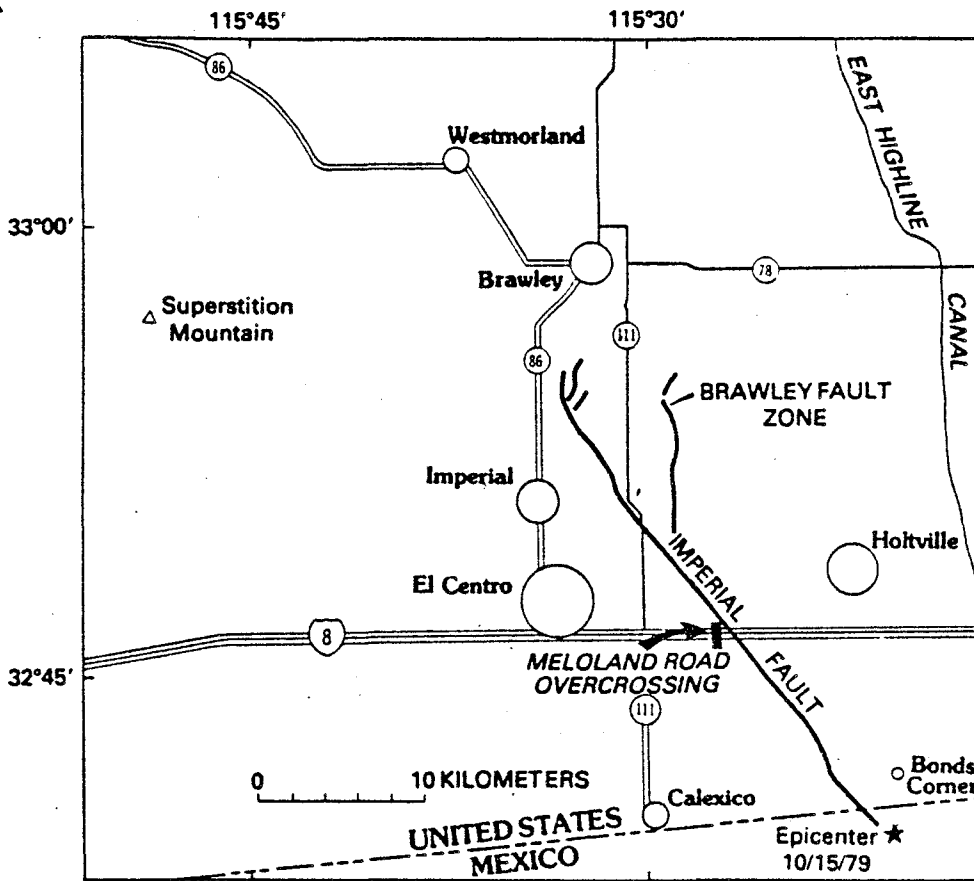 115°45′
115°30′
86
EAST HIGHLINE
CANAL
Westmorland
33°00′
Brawley
78
Superstition
Mountain
111
86
BRAWLEY FAULT
ZONE
Imperial
Holtville
IMPERIAL
FAULT
El Centro
8
MELOLAND ROAD
OVERCROSSING
32°45′
111
0
10 KILOMETERS
Bonds
Corner
Calexico
UNITED STATES
MEXICO
Epicenter
10/15/79